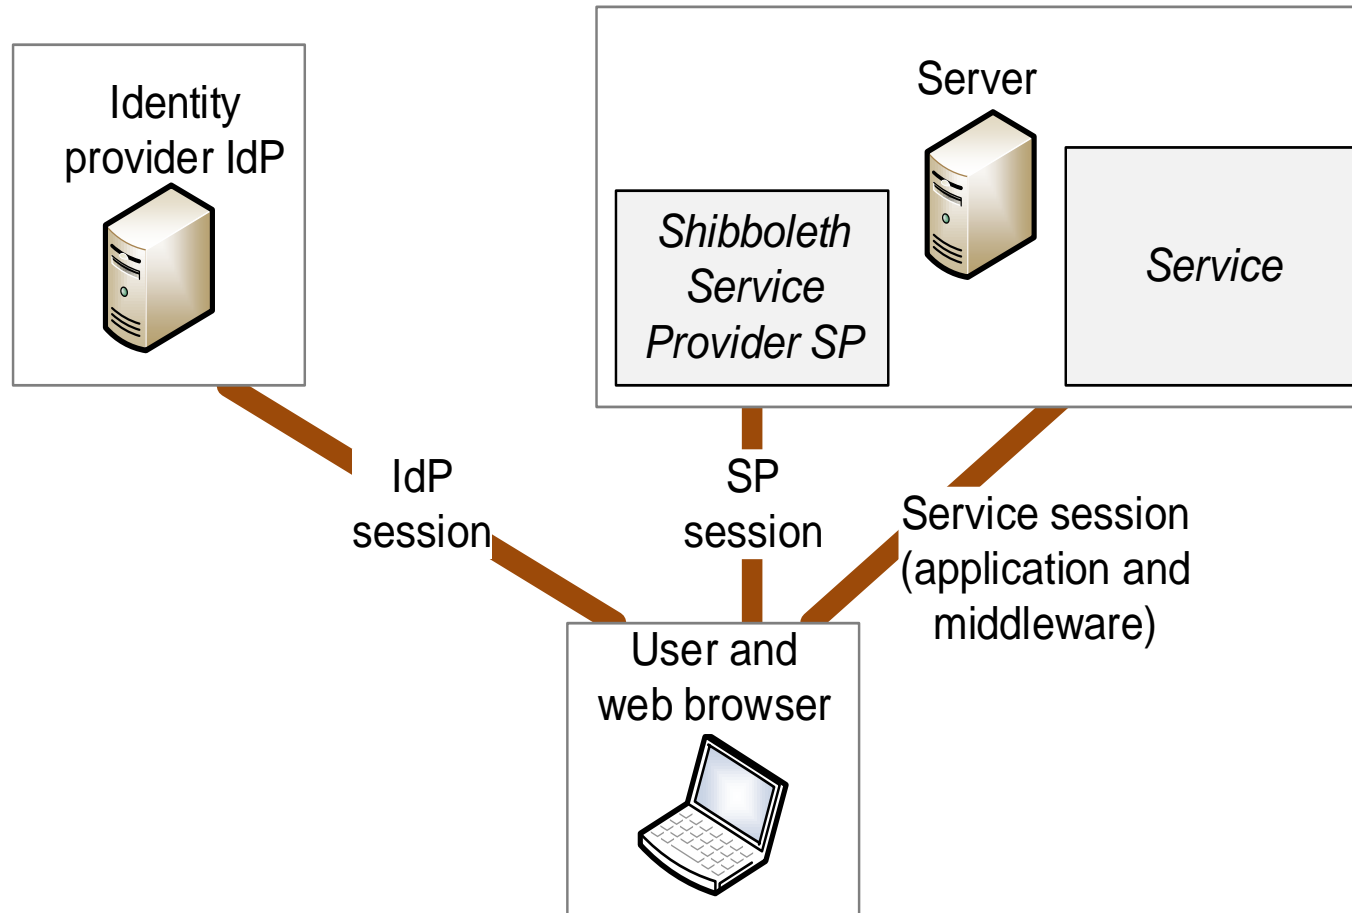 Identity
provider IdP
Server
Shibboleth
Service
Provider SP
Service
IdP
session
SP
session
Service session
(application and
middleware)
User and
web browser